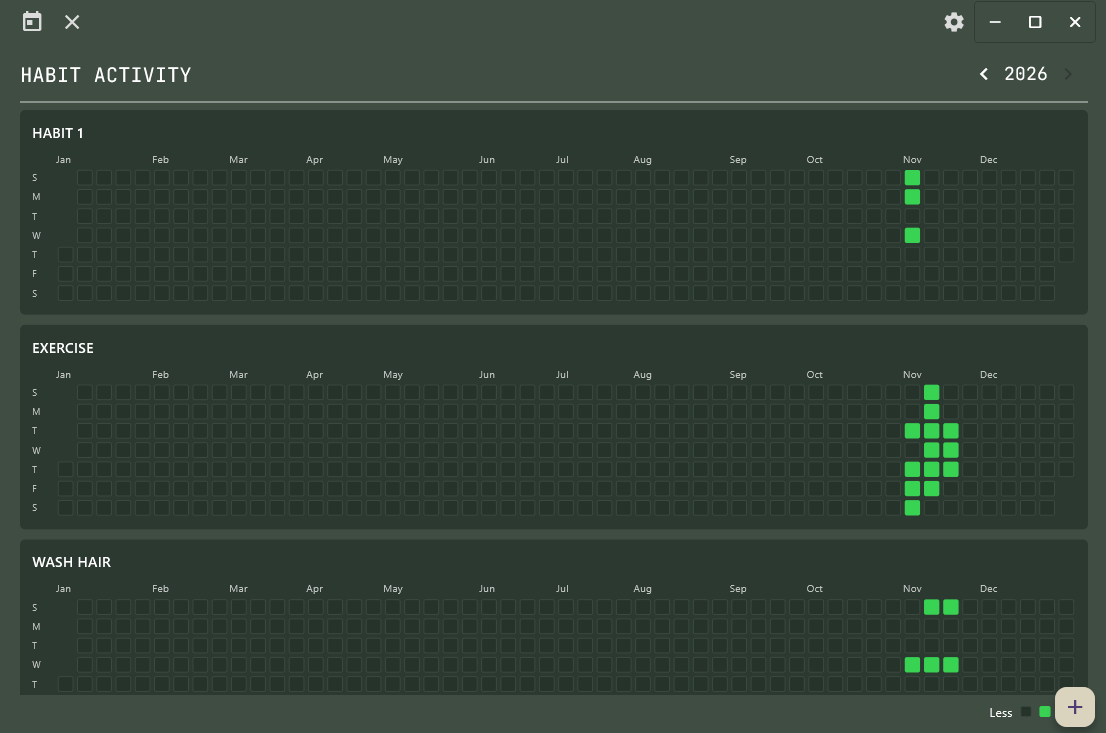 HABIT ACTIVITY
2026
HABIT 1
Jan Feb Mar Apr May Jun Jul Aug Sep Oct Nov Dec
S
M
T
W
T
F
S
EXERCISE
Jan Feb Mar Apr May Jun Jul Aug Sep Oct Nov Dec
S
M
T
W
T
F
S
WASH HAIR
Jan Feb Mar Apr May Jun Jul Aug Sep Oct Nov Dec
S
M
T
W
T
Less